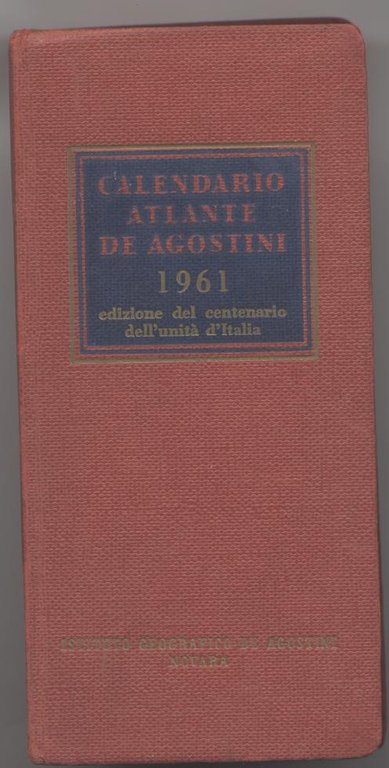 CALENDARIO
ATLANTE
DE AGOSTINI
1961
edizione del centenario
dell'unità d'Italia
ISTITUTO GEOGRAFICO DE AGOSTINI
NOVARA